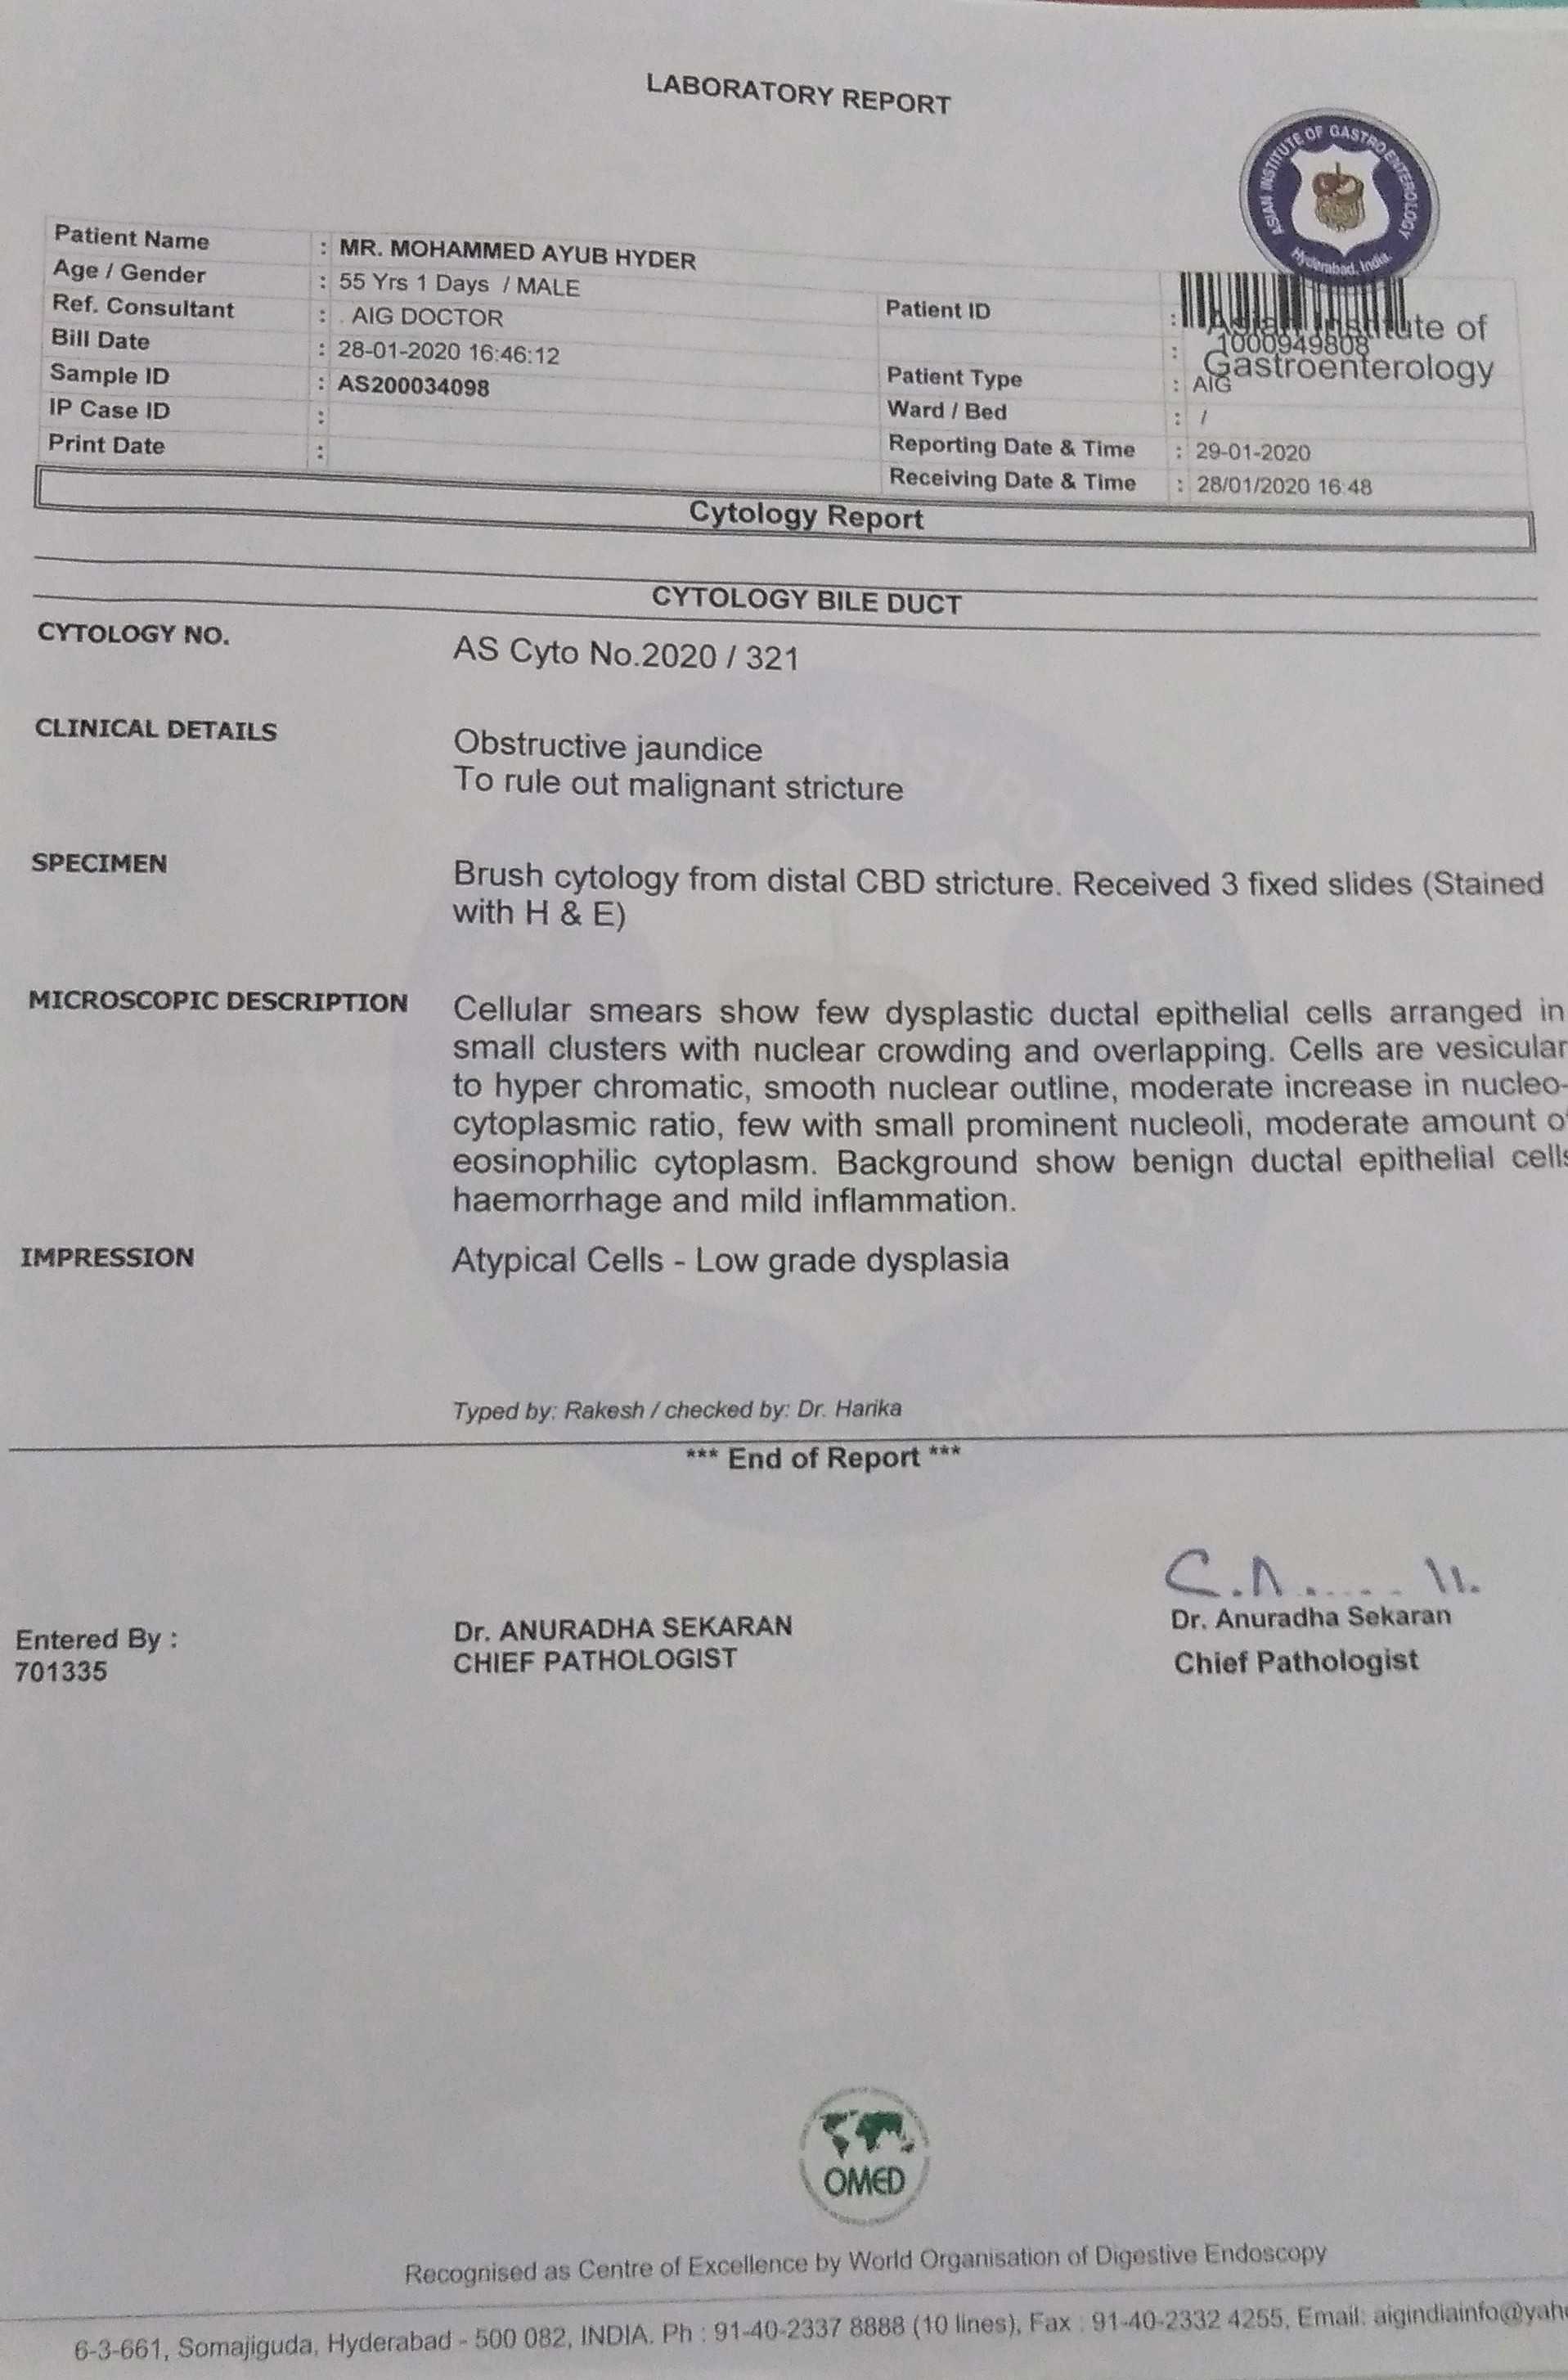 LABORATORY REPORT
ASIAN INSTITUTE OF GASTROENTEROLOGY
Hyderabad, India.
Patient Name : MR. MOHAMMED AYUB HYDER
Age / Gender : 55 Yrs 1 Days / MALE
Ref. Consultant : . AIG DOCTOR
Bill Date : 28-01-2020 16:46:12
Sample ID : AS200034098
IP Case ID :
Print Date :
Asian Institute of
Gastroenterology
Patient ID :
: 1000949808
Patient Type : AIG
Ward / Bed : /
Reporting Date & Time : 29-01-2020
Receiving Date & Time : 28/01/2020 16:48
Cytology Report
CYTOLOGY BILE DUCT
CYTOLOGY NO. AS Cyto No.2020 / 321
CLINICAL DETAILS Obstructive jaundice
To rule out malignant stricture
SPECIMEN Brush cytology from distal CBD stricture. Received 3 fixed slides (Stained
with H & E)
MICROSCOPIC DESCRIPTION Cellular smears show few dysplastic ductal epithelial cells arranged in
small clusters with nuclear crowding and overlapping. Cells are vesicular
to hyper chromatic, smooth nuclear outline, moderate increase in nucleo-
cytoplasmic ratio, few with small prominent nucleoli, moderate amount o
eosinophilic cytoplasm. Background show benign ductal epithelial cells
haemorrhage and mild inflammation.
IMPRESSION Atypical Cells - Low grade dysplasia
Typed by: Rakesh / checked by: Dr. Harika
*** End of Report ***
Entered By :
701335
Dr. ANURADHA SEKARAN
CHIEF PATHOLOGIST
Dr. Anuradha Sekaran
Chief Pathologist
OMED
Recognised as Centre of Excellence by World Organisation of Digestive Endoscopy
6-3-661, Somajiguda, Hyderabad - 500 082, INDIA. Ph : 91-40-2337 8888 (10 lines), Fax : 91-40-2332 4255, Email: aigindiainfo@yah